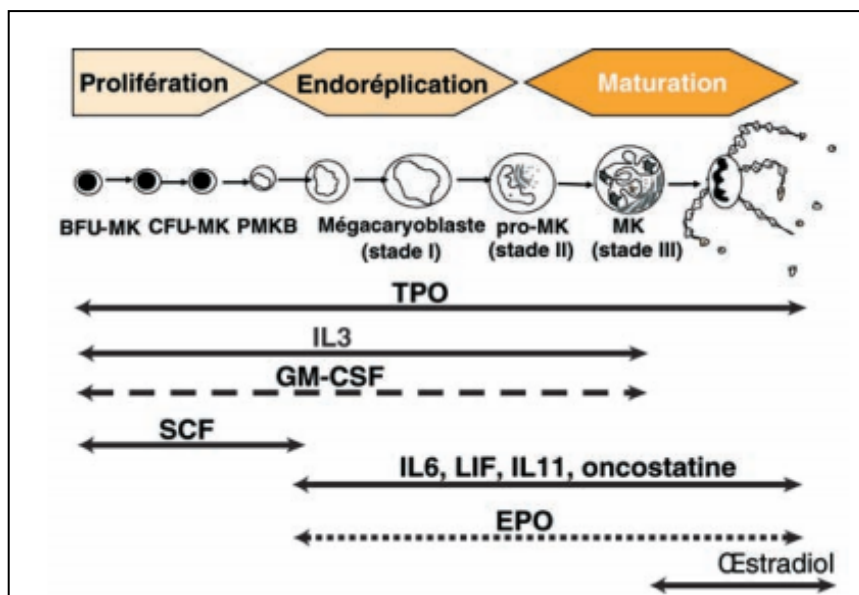 Prolifération Endoréplication Maturation
BFU-MK CFU-MK PMKB Mégacaryoblaste pro-MK MK
(stade I) (stade II) (stade III)
TPO
IL3
GM-CSF
SCF
IL6, LIF, IL11, oncostatine
EPO
Œstradiol